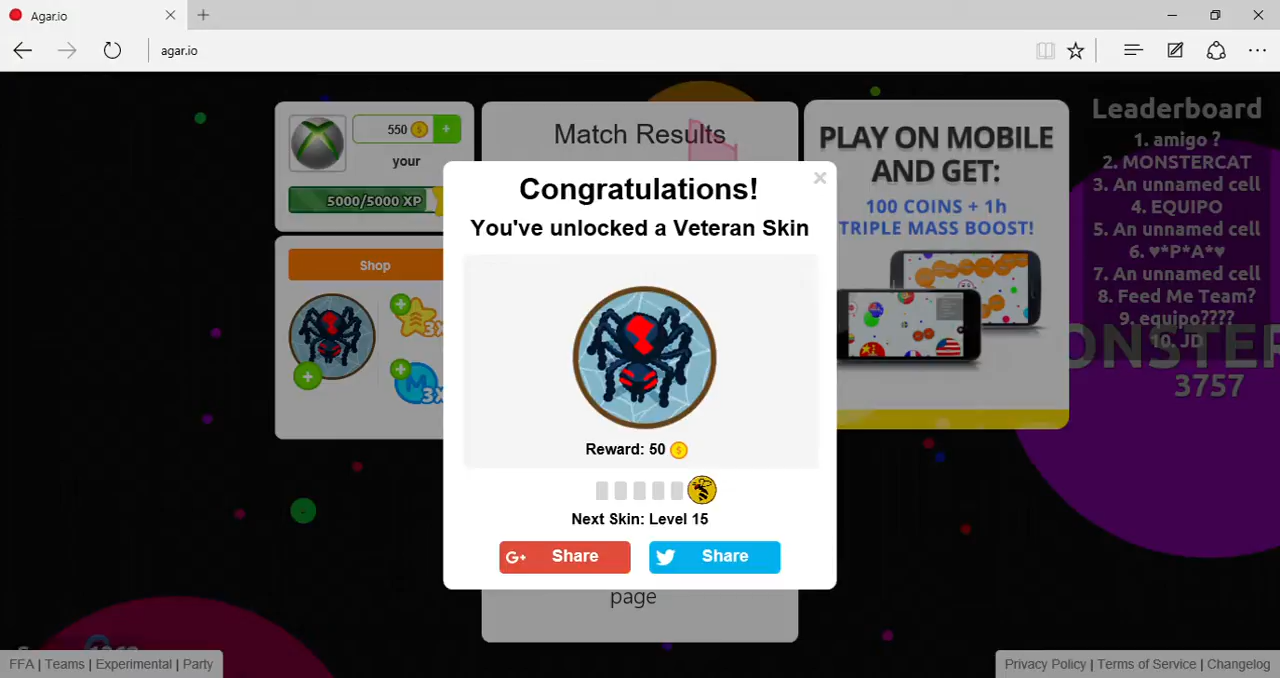 Agar.io
agar.io
550
your
5000/5000 XP
Shop
3X
M
3X
Match Results
page
Congratulations!
You've unlocked a Veteran Skin
Reward: 50
Next Skin: Level 15
G+ Share
Share
PLAY ON MOBILE
AND GET:
100 COINS + 1h
TRIPLE MASS BOOST!
Leaderboard
1. amigo ?
2. MONSTERCAT
3. An unnamed cell
4. EQUIPO
5. An unnamed cell
6. ♥*P*A*♥
7. An unnamed cell
8. Feed Me Team?
9. equipo????
10. JD
3757
FFA | Teams | Experimental | Party
Privacy Policy | Terms of Service | Changelog